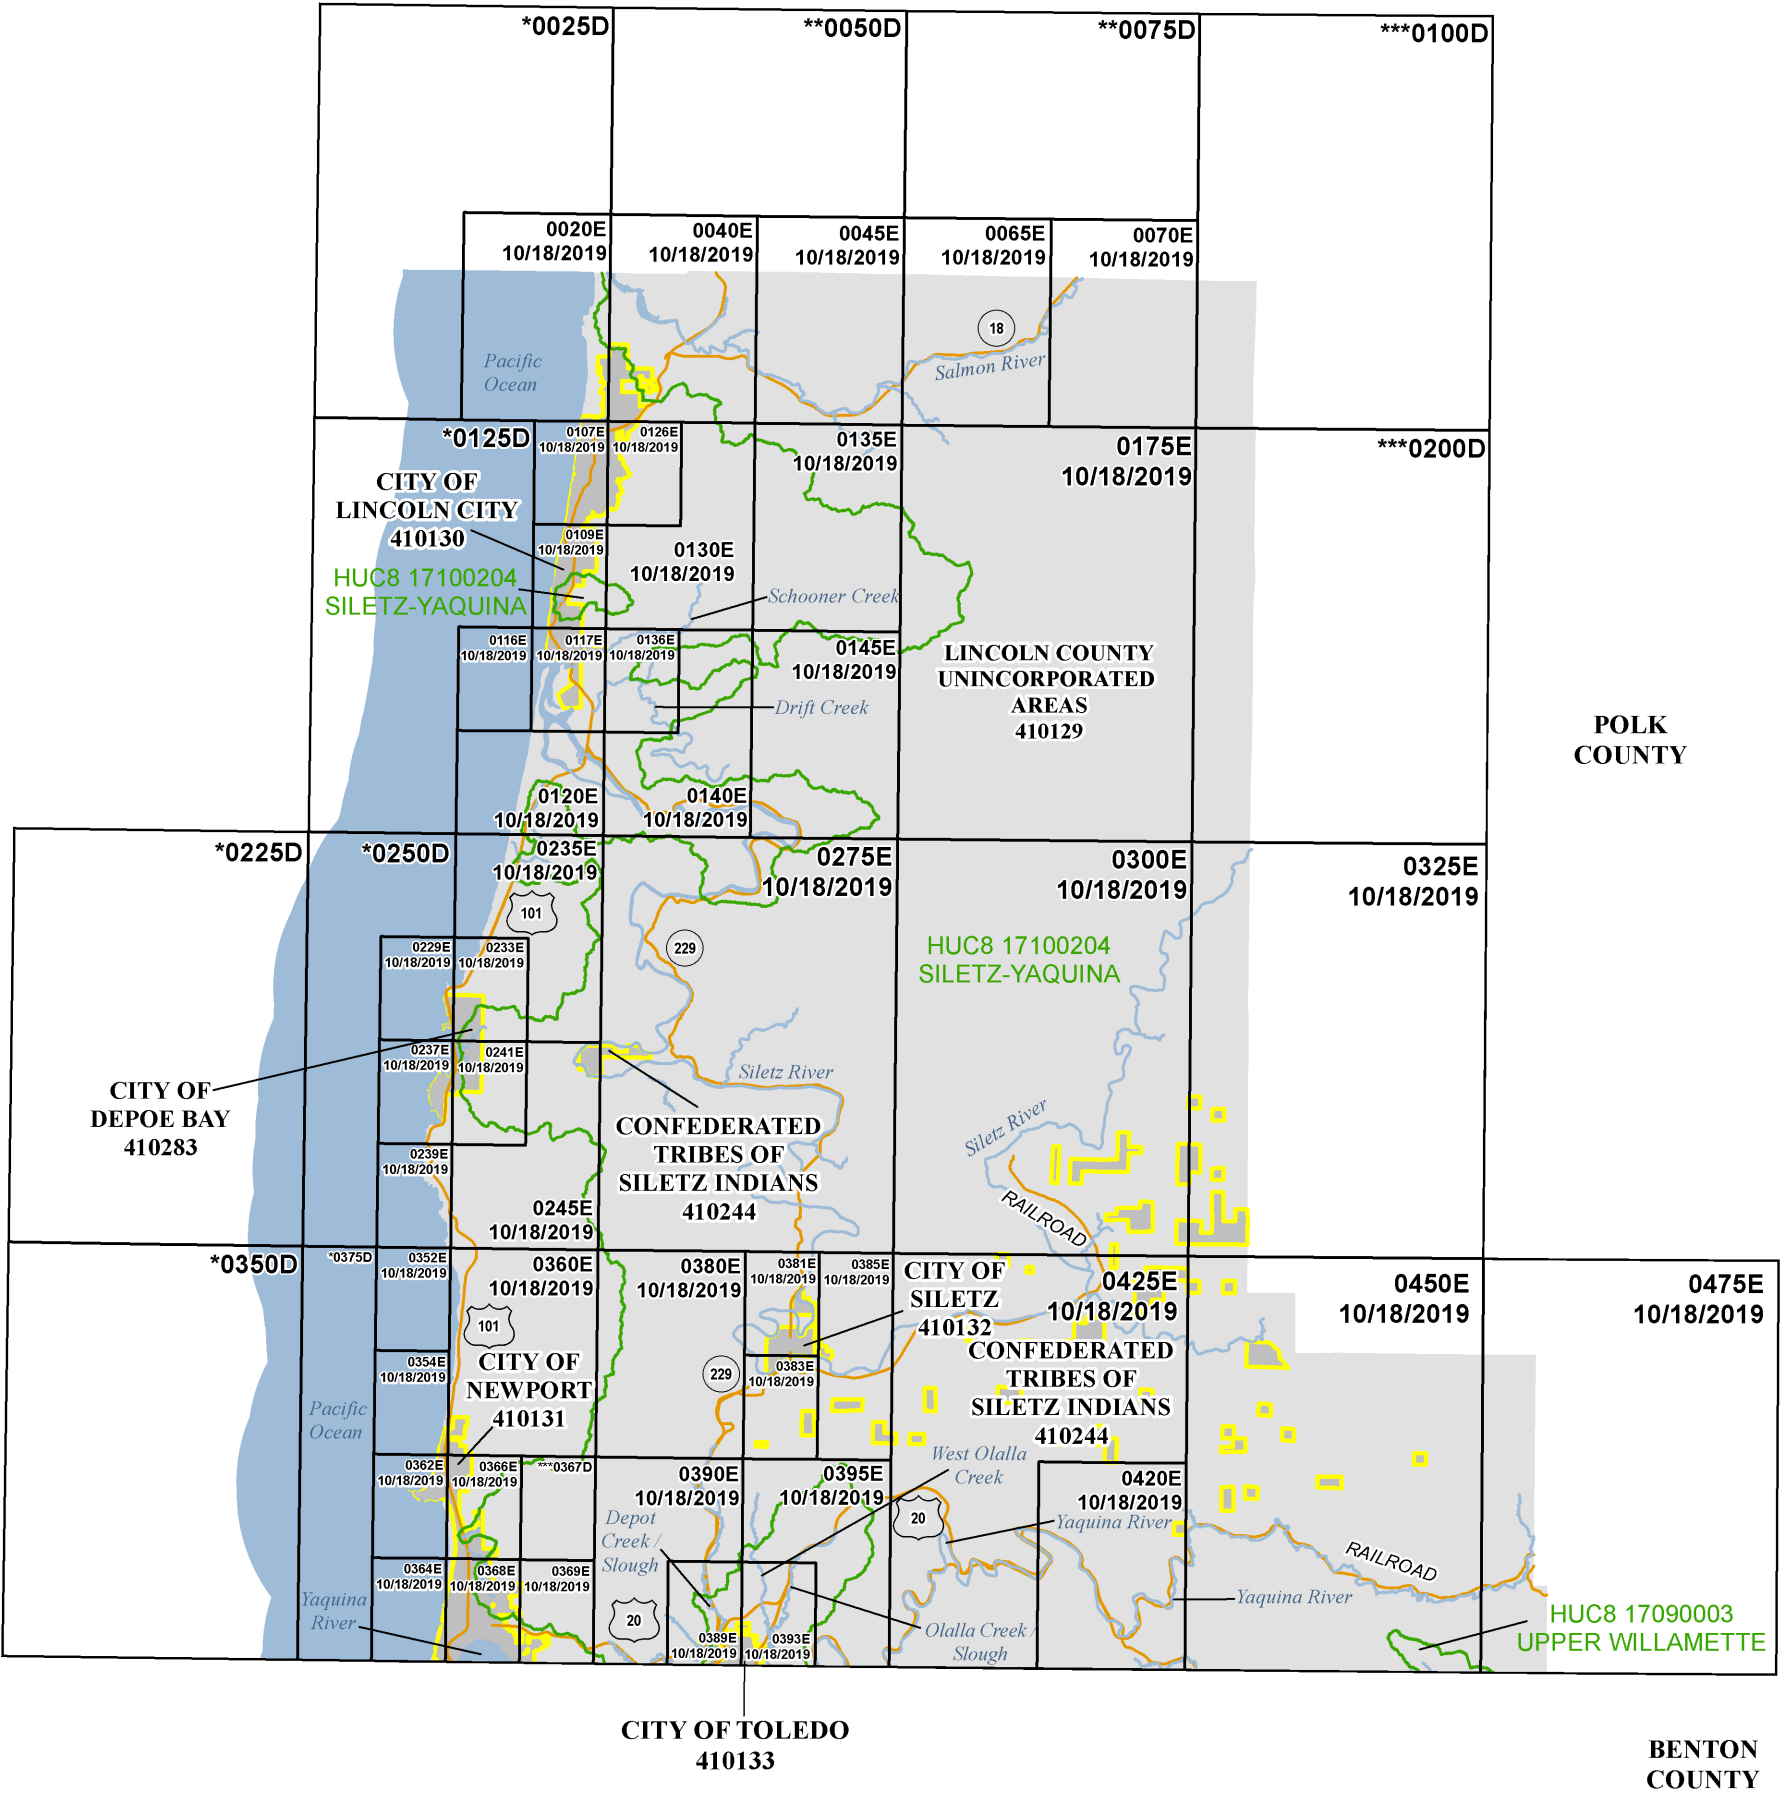 *0025D
**0050D
**0075D
***0100D
0020E
10/18/2019
0040E
10/18/2019
0045E
10/18/2019
0065E
10/18/2019
0070E
10/18/2019
18
Salmon River
Pacific
Ocean
*0125D
0107E
10/18/2019
0126E
10/18/2019
0135E
10/18/2019
0175E
10/18/2019
***0200D
CITY OF
LINCOLN CITY
410130
0109E
10/18/2019
0130E
10/18/2019
HUC8 17100204
SILETZ-YAQUINA
Schooner Creek
0116E
10/18/2019
0117E
10/18/2019
0136E
10/18/2019
0145E
10/18/2019
LINCOLN COUNTY
UNINCORPORATED
AREAS
410129
Drift Creek
POLK
COUNTY
0120E
10/18/2019
0140E
10/18/2019
*0225D
*0250D
0235E
10/18/2019
0275E
10/18/2019
0300E
10/18/2019
0325E
10/18/2019
101
229
HUC8 17100204
SILETZ-YAQUINA
0229E
10/18/2019
0233E
10/18/2019
0237E
10/18/2019
0241E
10/18/2019
Siletz River
CITY OF
DEPOE BAY
410283
CONFEDERATED
TRIBES OF
SILETZ INDIANS
410244
Siletz River
0239E
10/18/2019
RAILROAD
0245E
10/18/2019
*0350D
*0375D
0352E
10/18/2019
0360E
10/18/2019
0380E
10/18/2019
0381E
10/18/2019
0385E
10/18/2019
CITY OF
SILETZ
410132
0425E
10/18/2019
0450E
10/18/2019
0475E
10/18/2019
101
CITY OF
NEWPORT
410131
0354E
10/18/2019
229
0383E
10/18/2019
CONFEDERATED
TRIBES OF
SILETZ INDIANS
410244
Pacific
Ocean
West Olalla
Creek
0362E
10/18/2019
0366E
10/18/2019
***0367D
0390E
10/18/2019
0395E
10/18/2019
0420E
10/18/2019
20
Yaquina River
Depot
Creek /
Slough
RAILROAD
0364E
10/18/2019
0368E
10/18/2019
0369E
10/18/2019
Yaquina
River
20
Yaquina River
HUC8 17090003
UPPER WILLAMETTE
Olalla Creek /
Slough
0389E
10/18/2019
0393E
10/18/2019
CITY OF TOLEDO
410133
BENTON
COUNTY